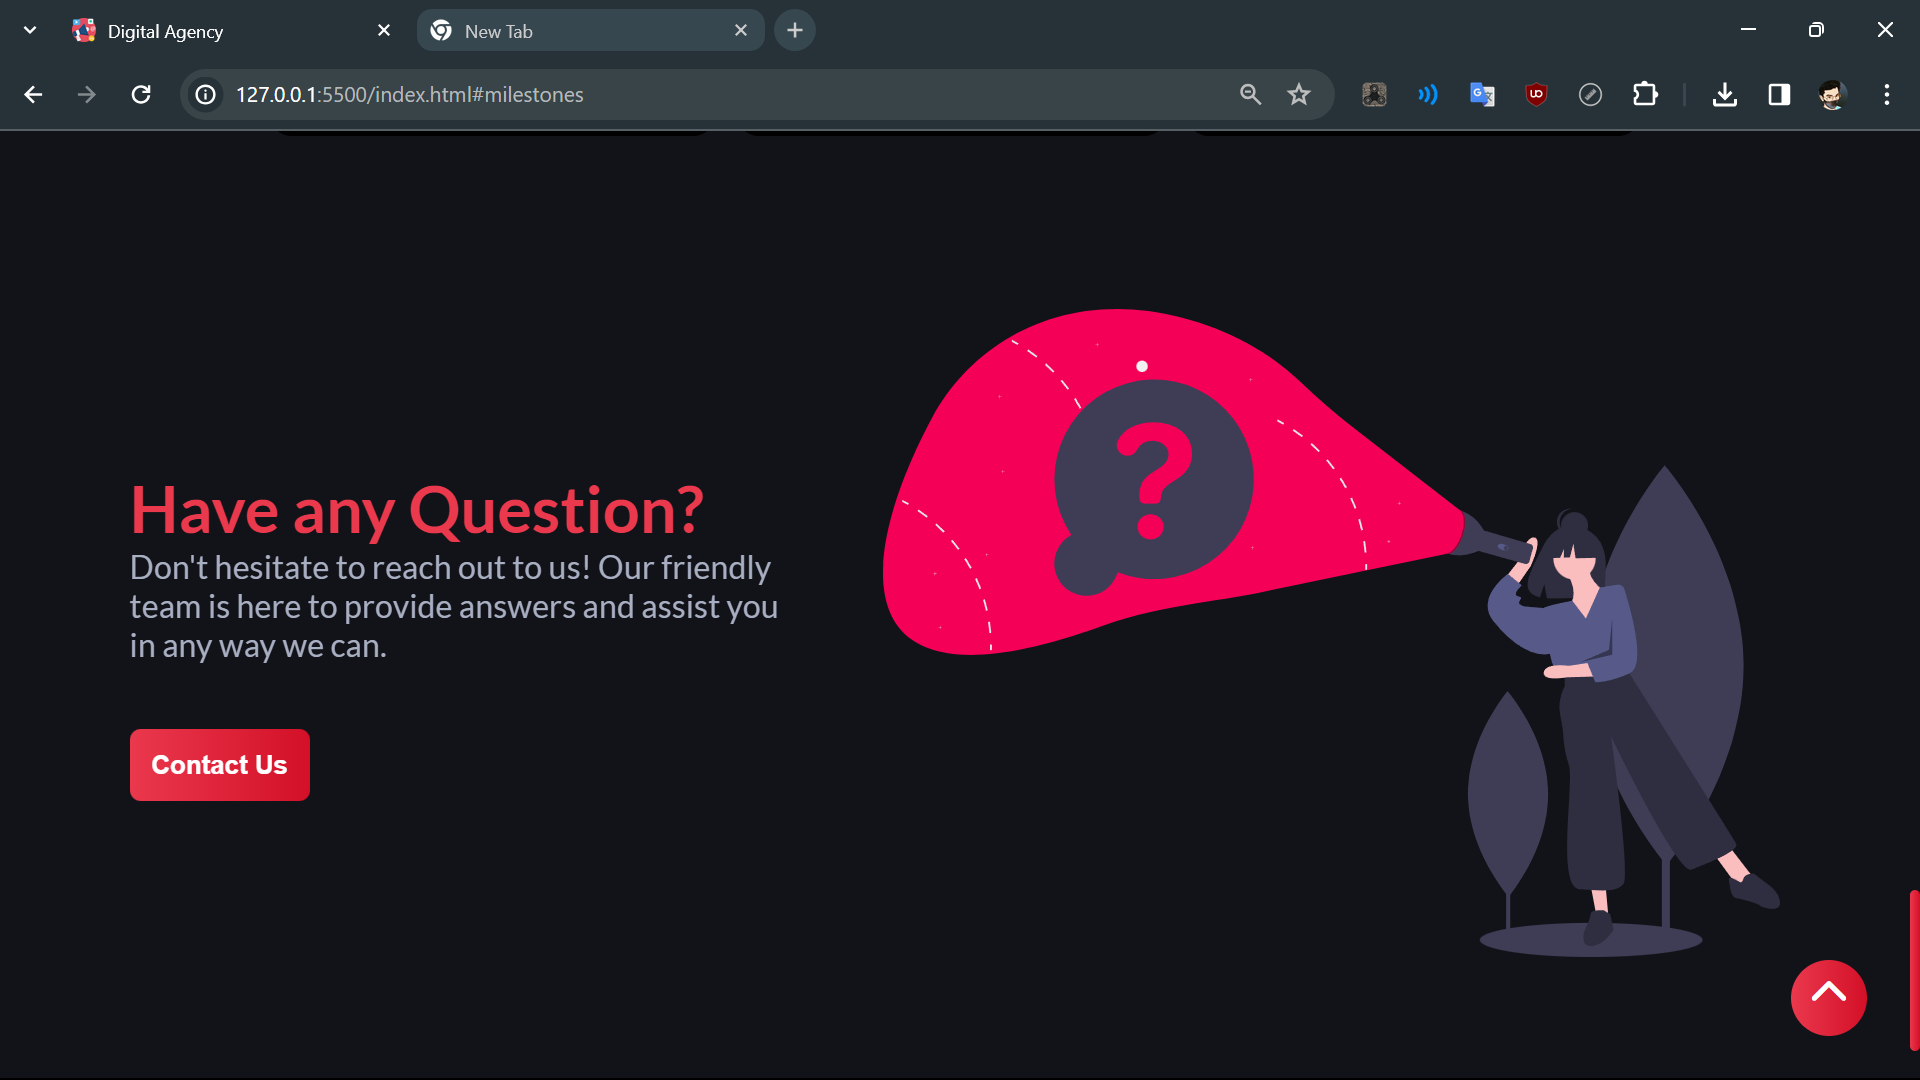 Digital Agency
New Tab
127.0.0.1:5500/index.html#milestones
?
Have any Question?
Don't hesitate to reach out to us! Our friendly
team is here to provide answers and assist you
in any way we can.
Contact Us